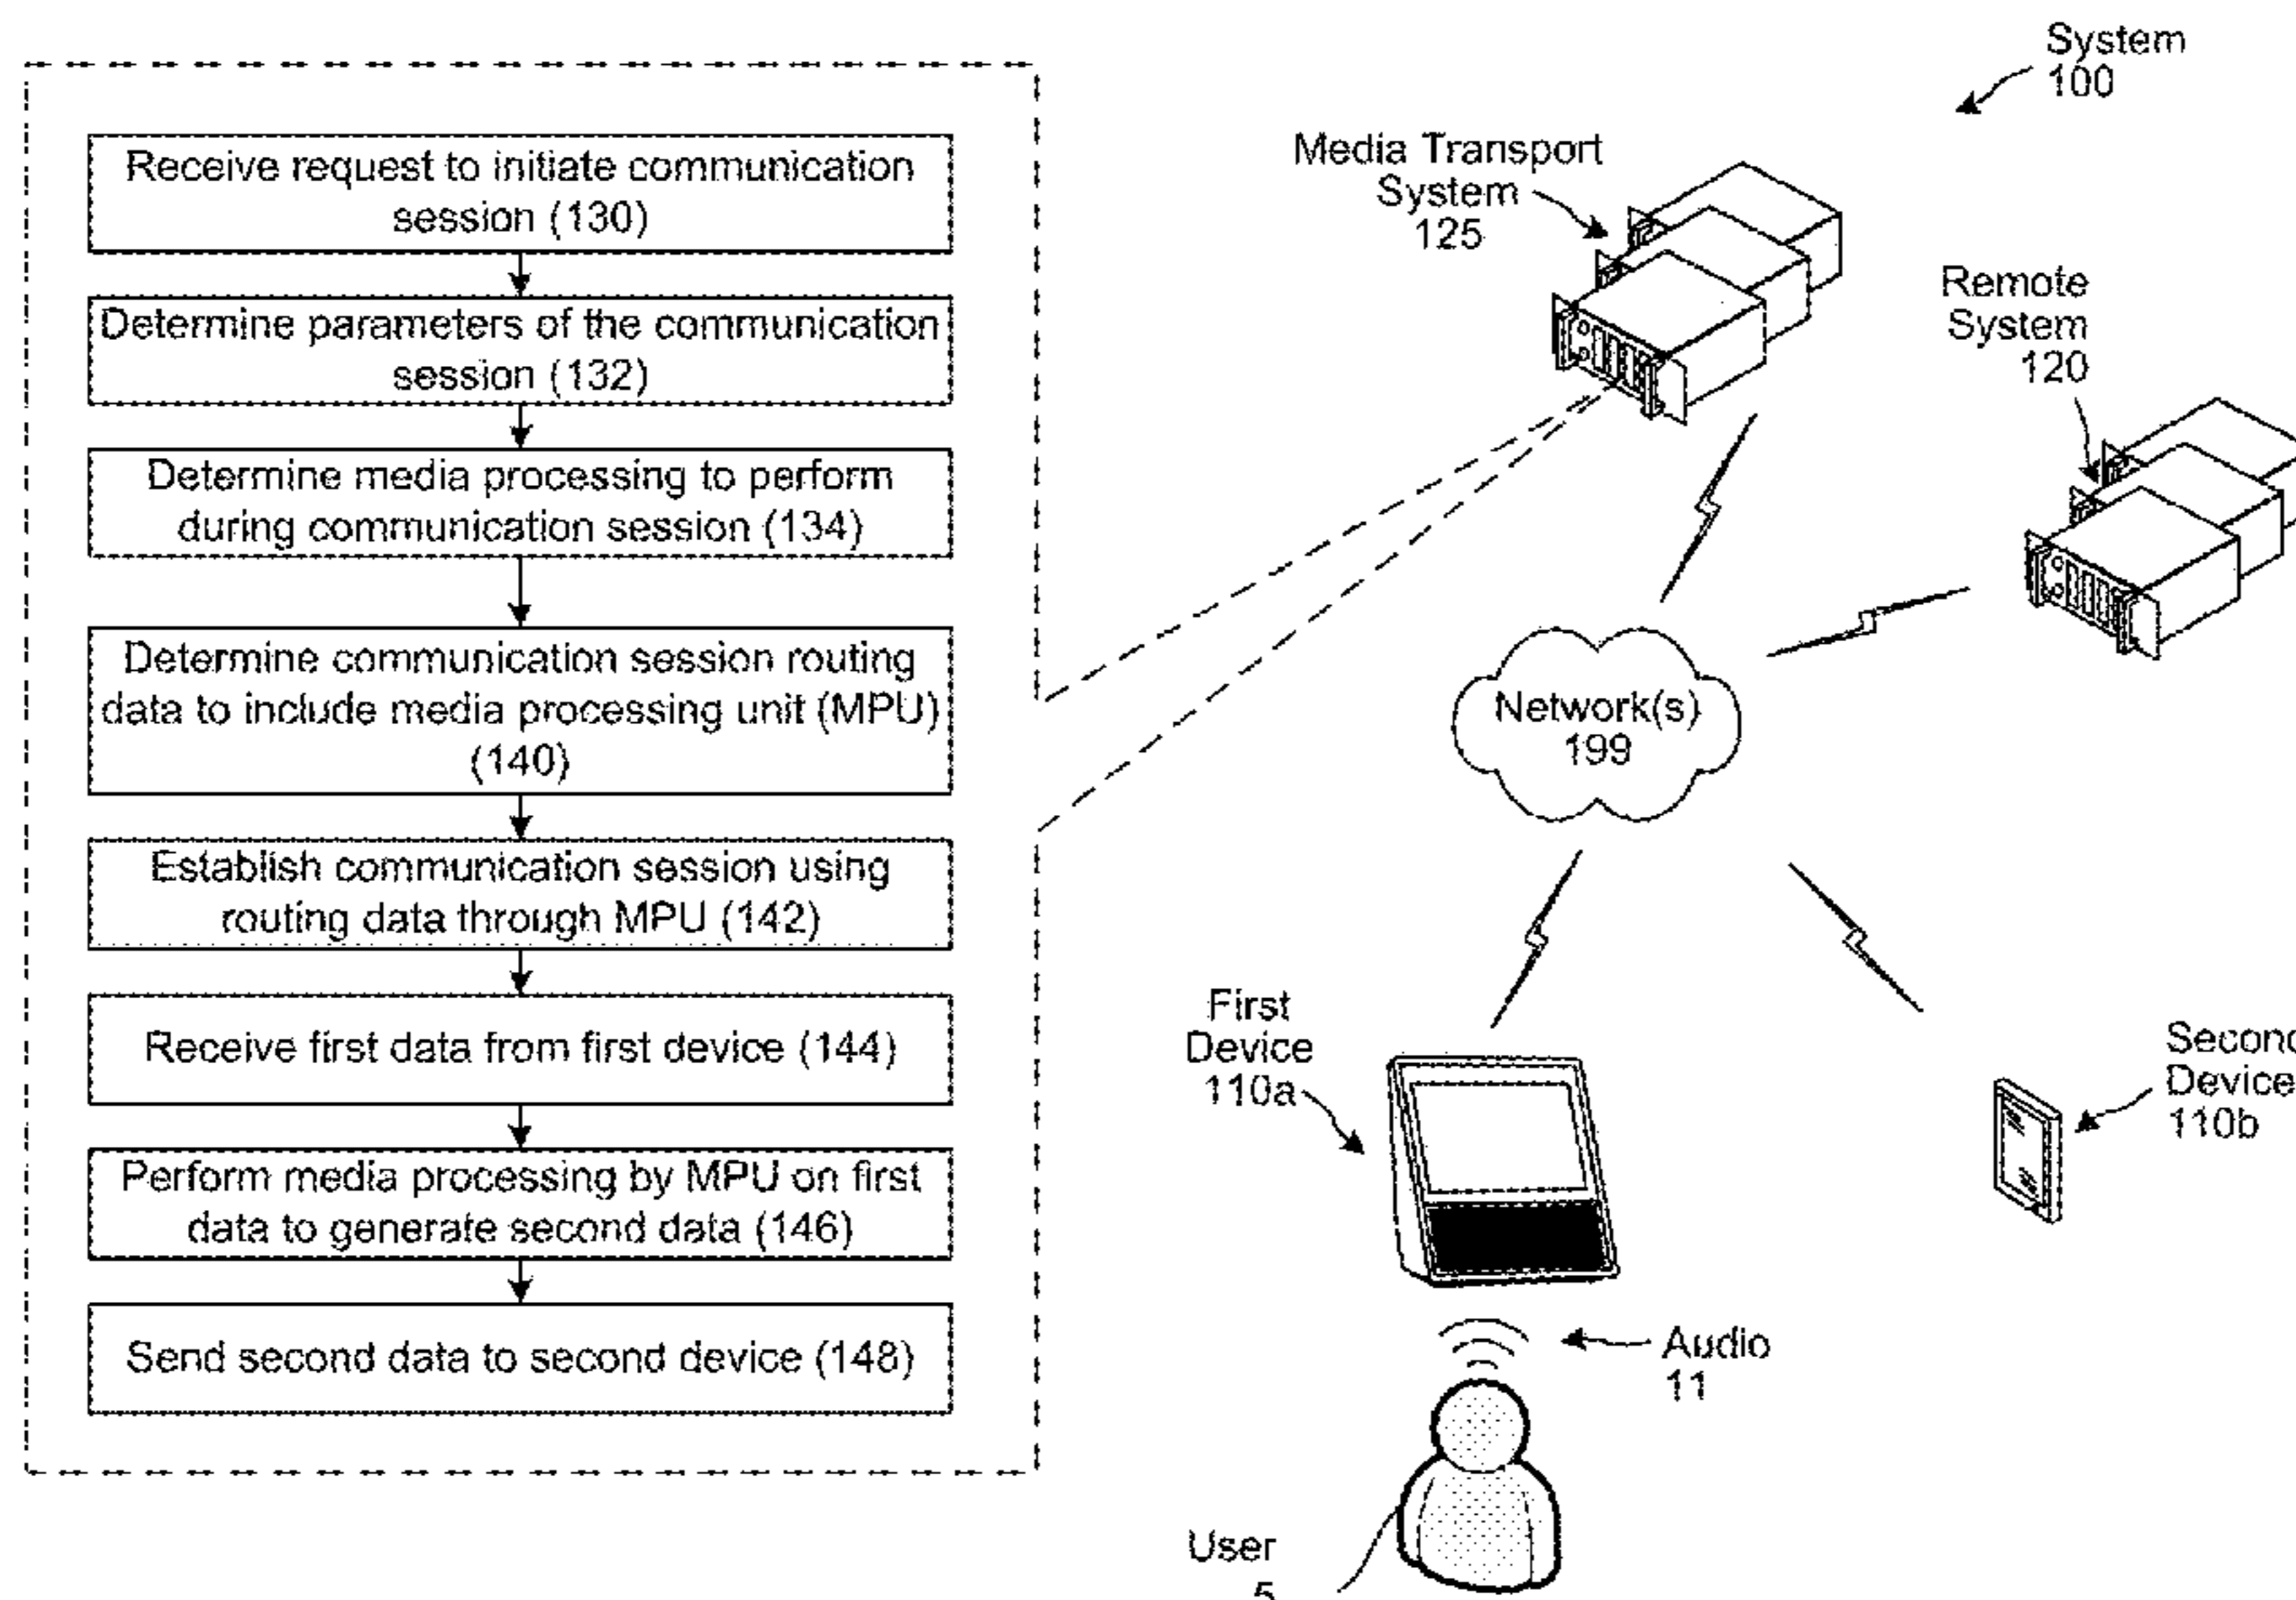 Receive request to initiate communication
session (130)
Determine parameters of the communication
session (132)
Determine media processing to perform
during communication session (134)
Determine communication session routing
data to include media processing unit (MPU)
(140)
Establish communication session using
routing data through MPU (142)
Receive first data from first device (144)
Perform media processing by MPU on first
data to generate second data (146)
Send second data to second device (148)
System
100
Media Transport
System
125
Remote
System
120
Network(s)
199
First
Device
110a
Second
Device
110b
Audio
11
User
5